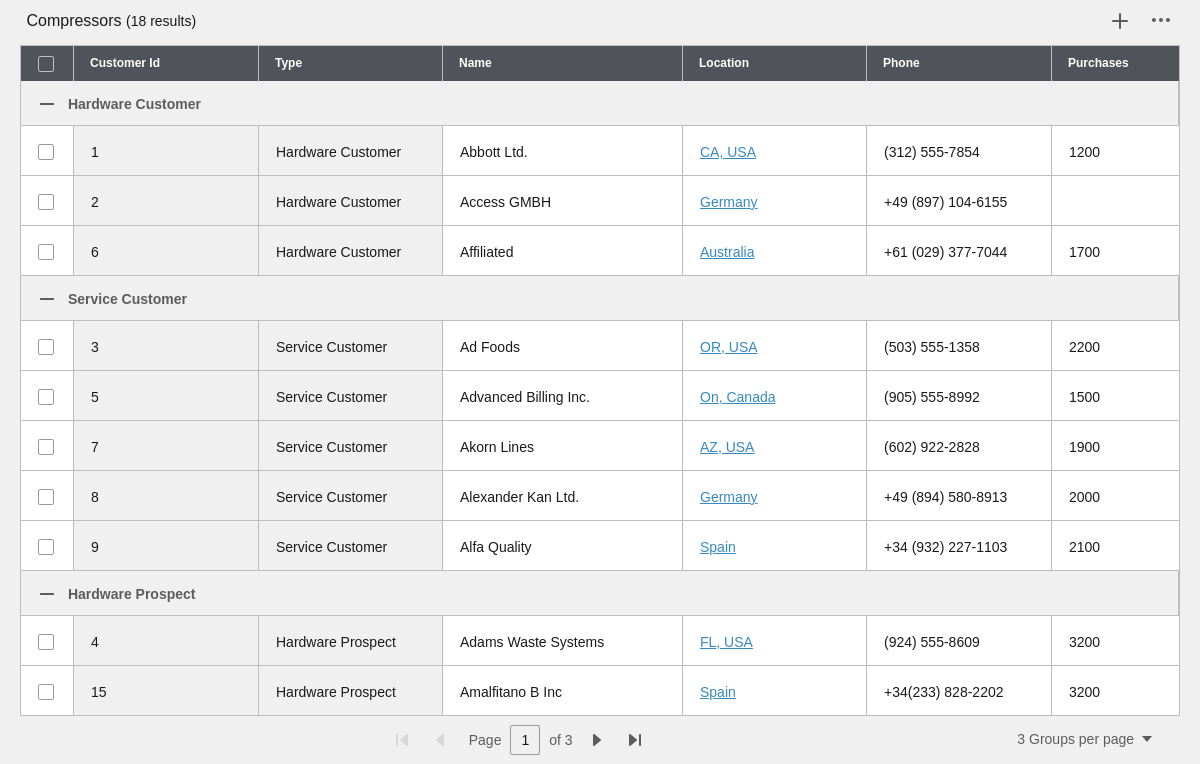 Compressors (18 results)
Customer Id Type Name Location Phone Purchases
Hardware Customer
1 Hardware Customer Abbott Ltd. CA, USA (312) 555-7854 1200
2 Hardware Customer Access GMBH Germany +49 (897) 104-6155
6 Hardware Customer Affiliated Australia +61 (029) 377-7044 1700
Service Customer
3 Service Customer Ad Foods OR, USA (503) 555-1358 2200
5 Service Customer Advanced Billing Inc. On, Canada (905) 555-8992 1500
7 Service Customer Akorn Lines AZ, USA (602) 922-2828 1900
8 Service Customer Alexander Kan Ltd. Germany +49 (894) 580-8913 2000
9 Service Customer Alfa Quality Spain +34 (932) 227-1103 2100
Hardware Prospect
4 Hardware Prospect Adams Waste Systems FL, USA (924) 555-8609 3200
15 Hardware Prospect Amalfitano B Inc Spain +34(233) 828-2202 3200
Page 1 of 3 3 Groups per page